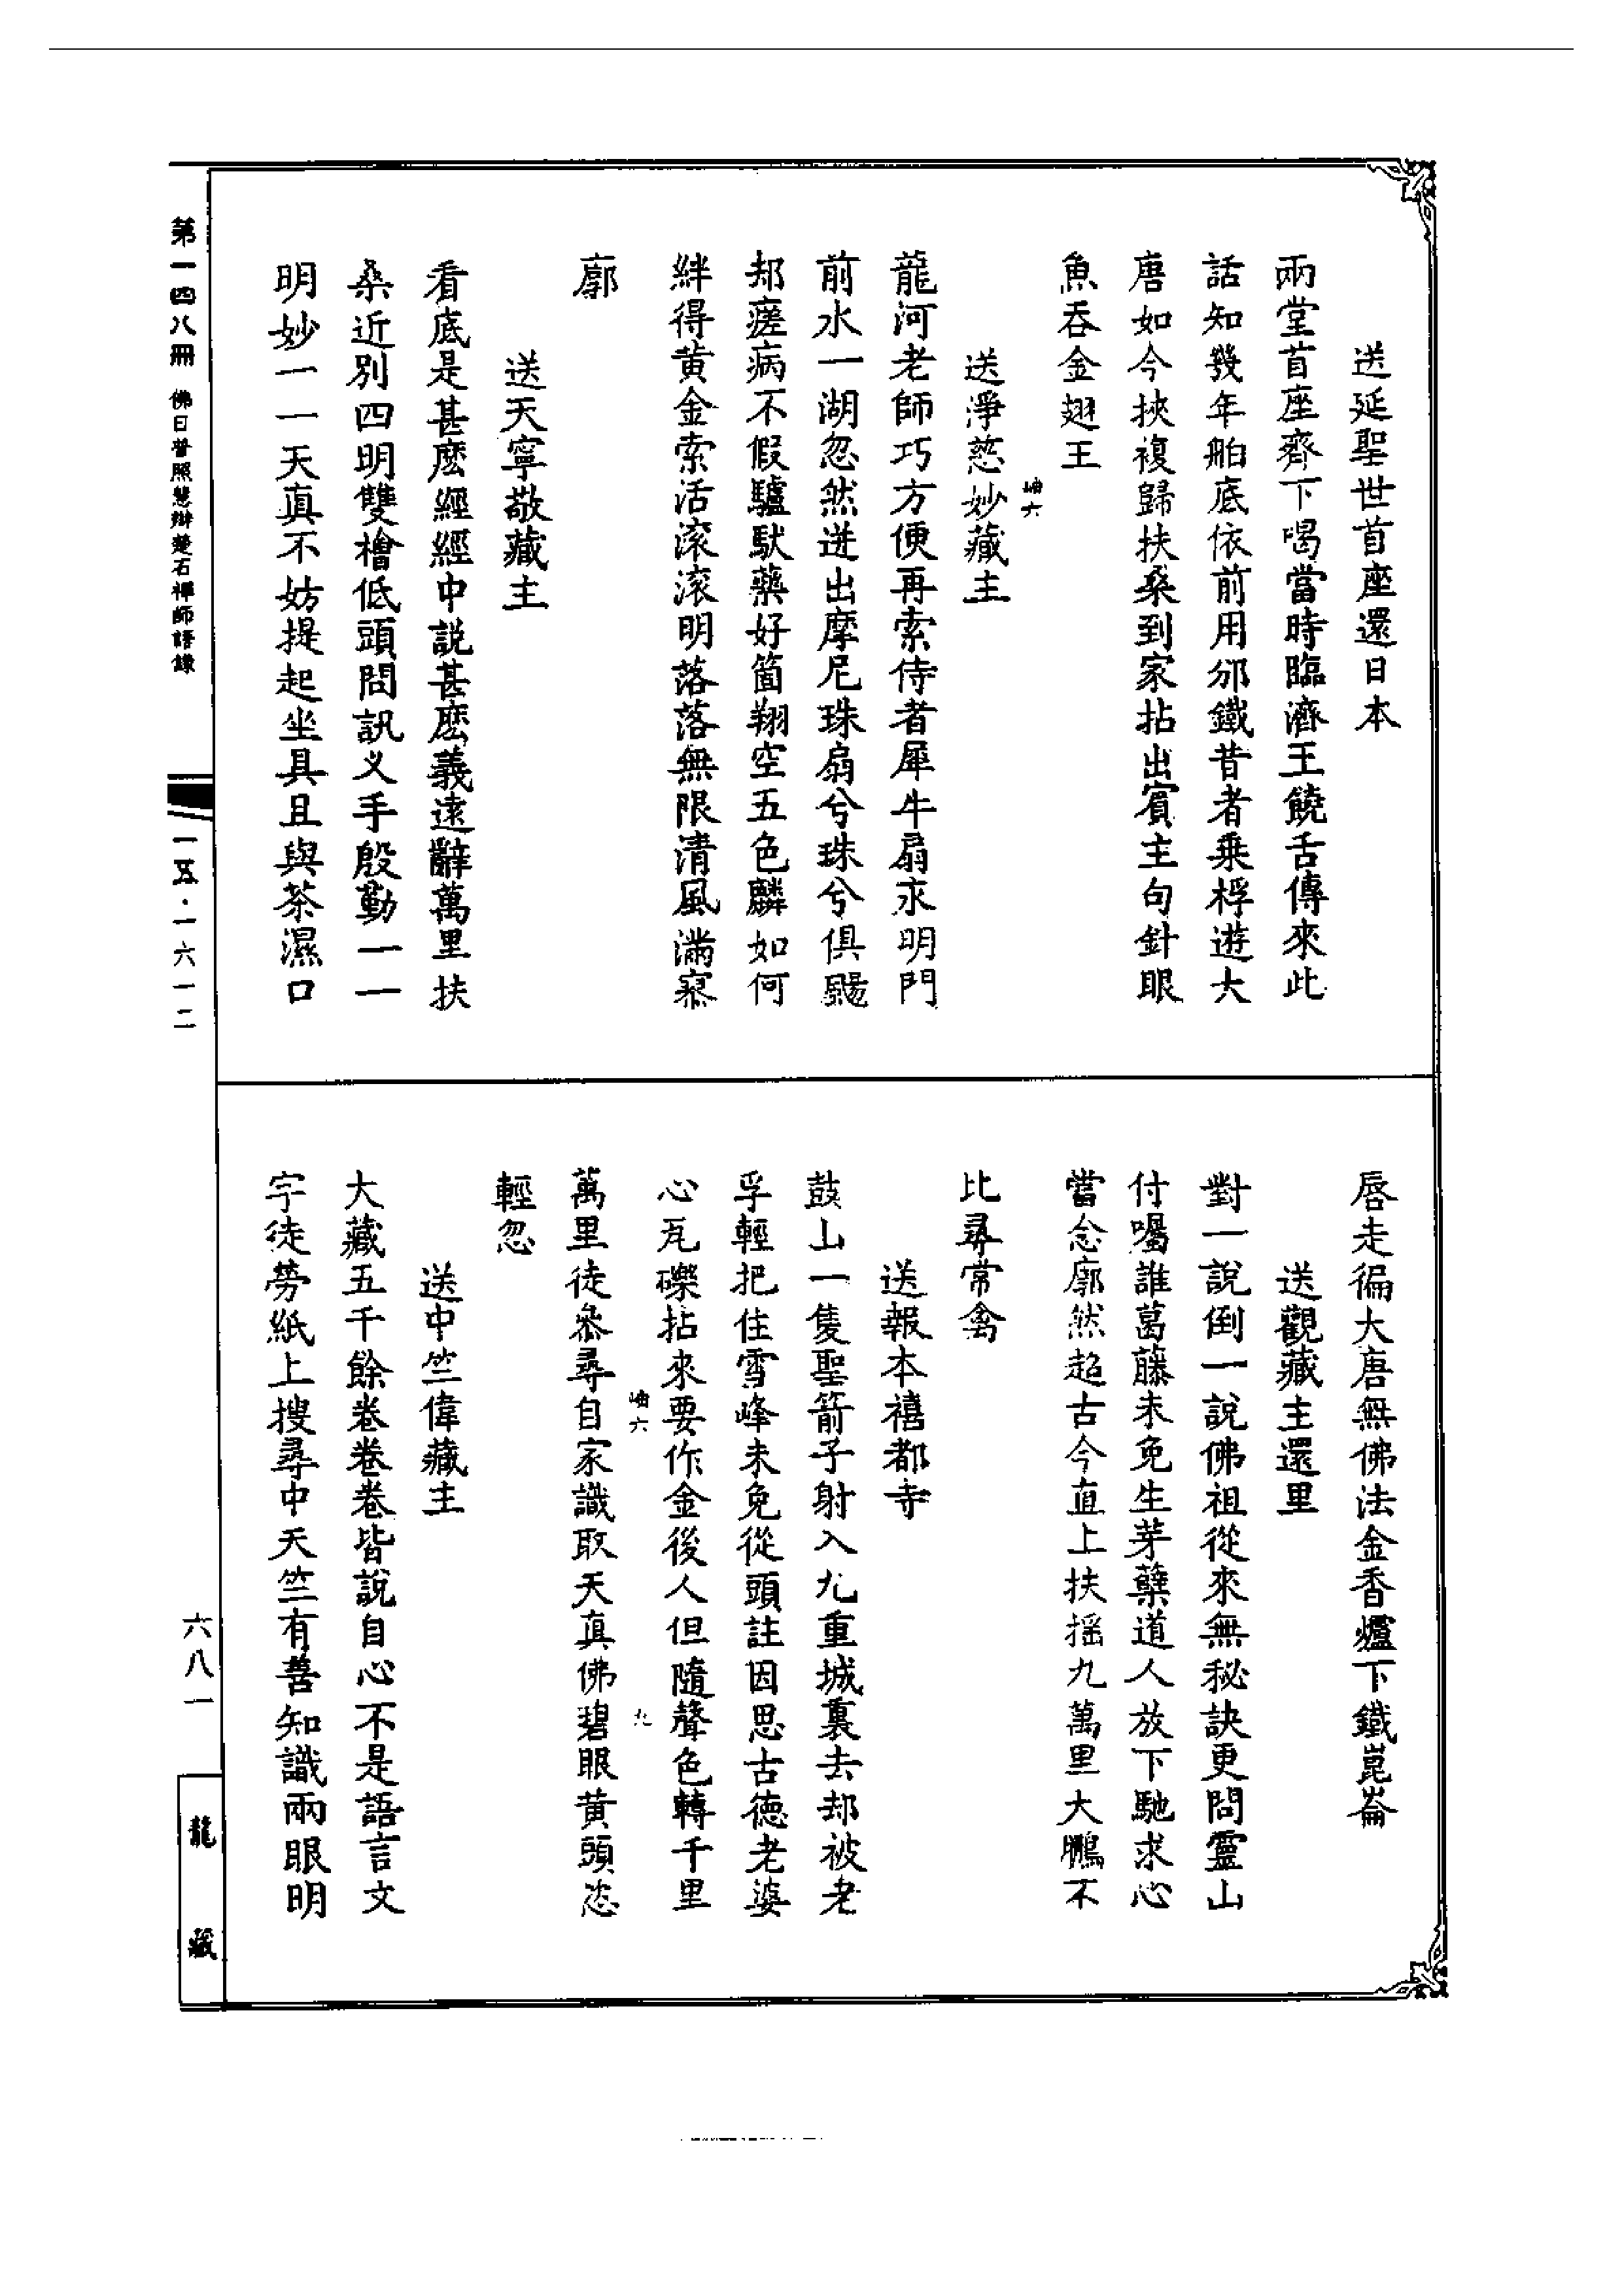 送延聖世首座還日本
兩堂首座齊下喝當時臨濟王饒舌傳來此
話知幾年舶底依前用邠鐵昔者乗桴遊大
唐如今挾複歸扶桒到家拈出賓主句針眼
魚吞金翅王
岫六
送淨慈妙藏主
龍河老師巧方便再索侍者犀牛扇永明門
前水一湖忽然迸出摩尼珠扇兮珠兮俱颺
却瘥病不假驢馱藥好箇翔空五色麟如何
絆得黄金索活滚滚明落落無限清風滿寥
廓
送天寧敬藏主
看底是甚麽經經中説甚麽義逺辭萬里扶
桑近別四明雙檜低頭問訊义手殷勤一一
明妙一一天真不妨提起坐具且與茶濕口
唇走徧大唐無佛法金香爐下鐵崑崙
送觀藏主還里
對一說倒一說佛祖從來無秘訣更問靈山
付囑誰葛藤未免生芽蘖道人放下馳求心
當念廓然超古今直上扶揺九萬里大鵬不
比尋常禽
送報本禧都寺
鼓山一隻聖箭子射入九重城裏去却被老
孚輕把住雪峰未免從頭註因思古德老婆
心瓦礫拈來要作金後人但隨聲色轉千里
岫六
九
萬里徒叅尋自家識取天真佛碧眼黄頭恣
輕忽
送中竺偉藏主
大藏五千餘卷卷卷皆說自心不是語言文
字徒勞紙上搜尋中天竺有善知識兩眼明
第一四八冊
佛日普照慧辯楚石禪師語錄
一五·一六一二
六八一
龍藏